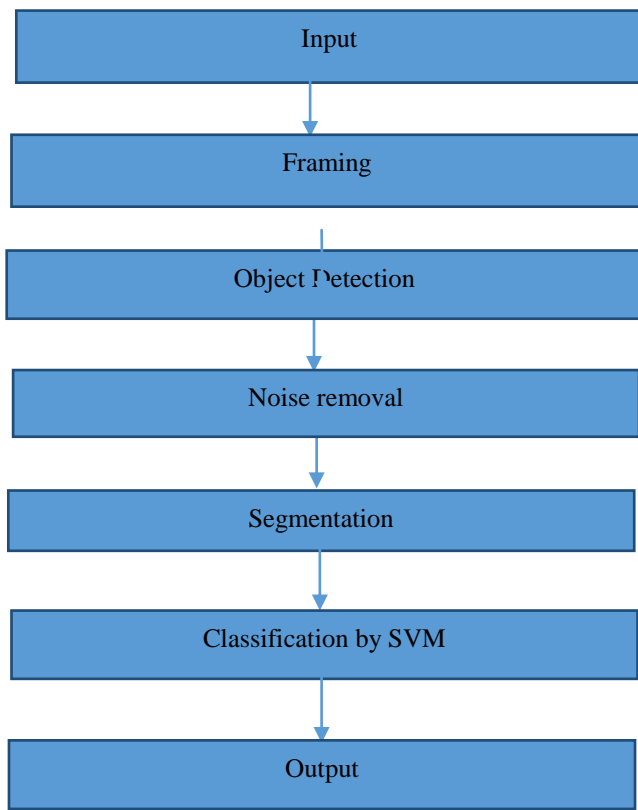 Input
Framing
Object Detection
Noise removal
Segmentation
Classification by SVM
Output